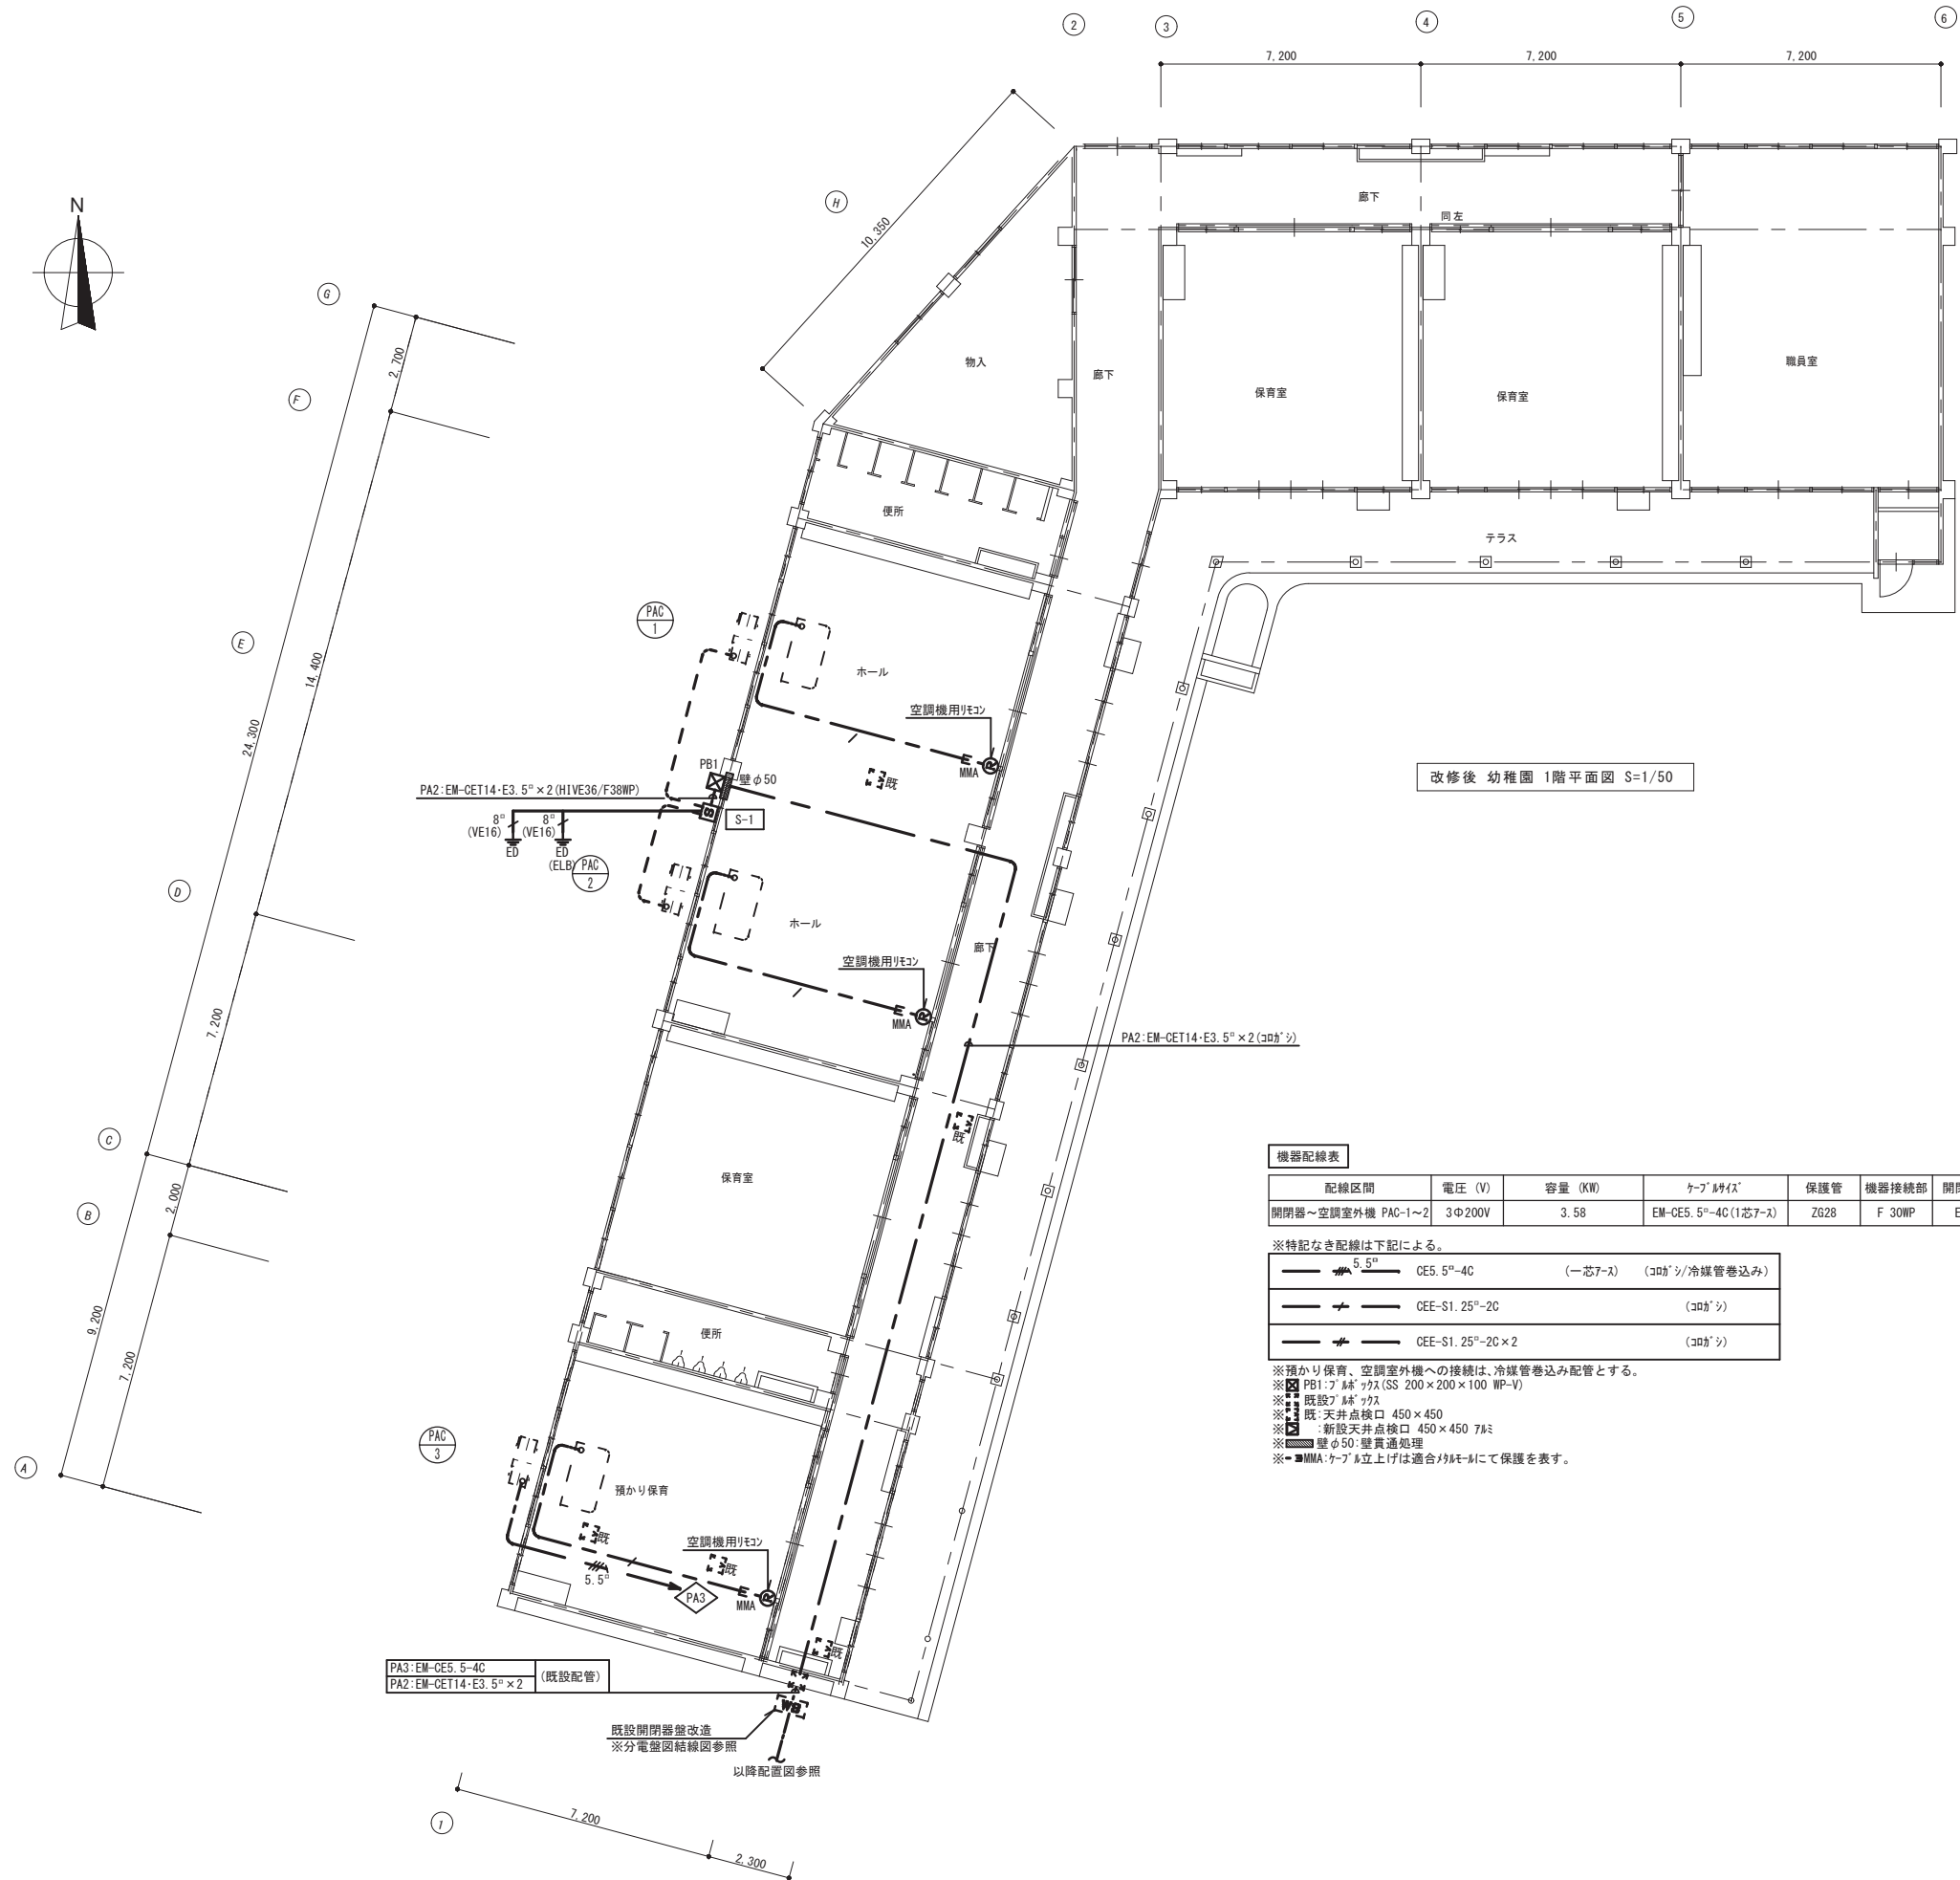 2
3
4
5
6
7,200
7,200
7,200
N
H
10,350
廊下
同左
G
2,700
F
物入
廊下
保育室
保育室
職員室
便所
テラス
PAC
1
E
14,400
24,300
ホール
空調機用ﾘﾓｺﾝ
MMA
R
既
PB1
壁φ50
PA2:EM-CET14･E3.5□×2(HIVE36/F38WP)
S
S-1
8□
(VE16)
ED
8□
(VE16)
ED
(ELB)
PAC
2
改修後 幼稚園 1階平面図 S=1/50
D
ホール
廊下
空調機用ﾘﾓｺﾝ
MMA
R
7,200
PA2:EM-CET14･E3.5□×2(ｺﾛｶﾞｼ)
既
C
2,000
B
保育室
機器配線表
配線区間 電圧 (V) 容量 (KW) ｹｰﾌﾞﾙｻｲｽﾞ 保護管 機器接続部 開閉
開閉器～空調室外機 PAC-1～2 3Φ200V 3.58 EM-CE5.5□-4C(1芯ｱｰｽ) ZG28 F 30WP E
※特記なき配線は下記による。
5.5□ CE5.5□-4C (一芯ｱｰｽ) (ｺﾛｶﾞｼ/冷媒管巻込み)
CEE-S1.25□-2C (ｺﾛｶﾞｼ)
CEE-S1.25□-2C×2 (ｺﾛｶﾞｼ)
※預かり保育、空調室外機への接続は、冷媒管巻込み配管とする。
※ PB1:ﾌﾟﾙﾎﾞｯｸｽ(SS 200×200×100 WP-V)
※ 既設ﾌﾟﾙﾎﾞｯｸｽ
※ 既:天井点検口 450×450
※ :新設天井点検口 450×450 ｱﾙﾐ
※ 壁φ50:壁貫通処理
※ MMA:ｹｰﾌﾞﾙ立上げは適合ﾒﾀﾙﾓｰﾙにて保護を表す。
便所
9,200
7,200
A
PAC
3
預かり保育
既
既
空調機用ﾘﾓｺﾝ
5.5□
PA3
MMA
R
既
PA3:EM-CE5.5-4C
PA2:EM-CET14･E3.5□×2
(既設配管)
既設開閉器盤改造
※分電盤図結線図参照
以降配置図参照
1
7,200
2,300